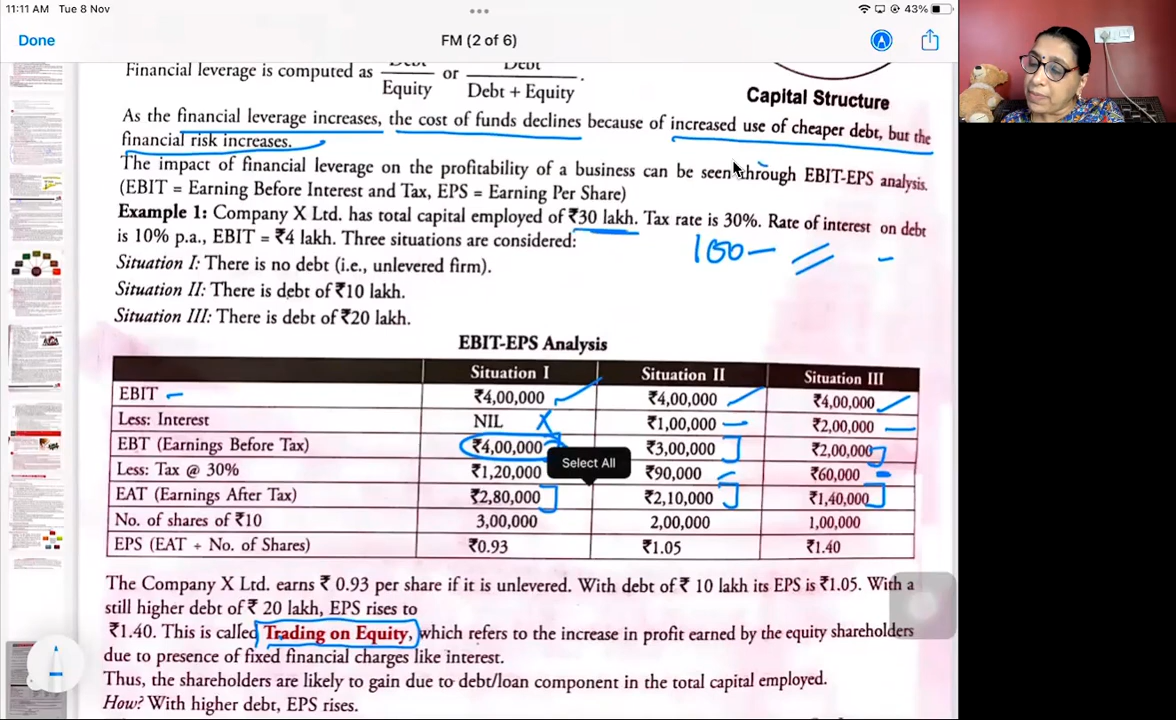 11:11 AM Tue 8 Nov
43%
Done
FM (2 of 6)
Financial leverage is computed as Debt/Equity or Debt/Debt + Equity.
Capital Structure
As the financial leverage increases, the cost of funds declines because of increased use of cheaper debt, but the
financial risk increases.
The impact of financial leverage on the profitability of a business can be seen through EBIT-EPS analysis.
(EBIT = Earning Before Interest and Tax, EPS = Earning Per Share)
Example 1: Company X Ltd. has total capital employed of ₹30 lakh. Tax rate is 30%. Rate of interest on debt
is 10% p.a., EBIT = ₹4 lakh. Three situations are considered:
100
Situation I: There is no debt (i.e., unlevered firm).
Situation II: There is debt of ₹10 lakh.
Situation III: There is debt of ₹20 lakh.
EBIT-EPS Analysis
Situation I Situation II Situation III
EBIT ₹4,00,000 ₹4,00,000 ₹4,00,000
Less: Interest NIL ₹1,00,000 ₹2,00,000
EBT (Earnings Before Tax) ₹4,00,000 ₹3,00,000 ₹2,00,000
Select All
Less: Tax @ 30% ₹1,20,000 ₹90,000 ₹60,000
EAT (Earnings After Tax) ₹2,80,000 ₹2,10,000 ₹1,40,000
No. of shares of ₹10 3,00,000 2,00,000 1,00,000
EPS (EAT ÷ No. of Shares) ₹0.93 ₹1.05 ₹1.40
The Company X Ltd. earns ₹ 0.93 per share if it is unlevered. With debt of ₹ 10 lakh its EPS is ₹1.05. With a
still higher debt of ₹ 20 lakh, EPS rises to
₹1.40. This is called Trading on Equity, which refers to the increase in profit earned by the equity shareholders
due to presence of fixed financial charges like interest.
Thus, the shareholders are likely to gain due to debt/loan component in the total capital employed.
How? With higher debt, EPS rises.